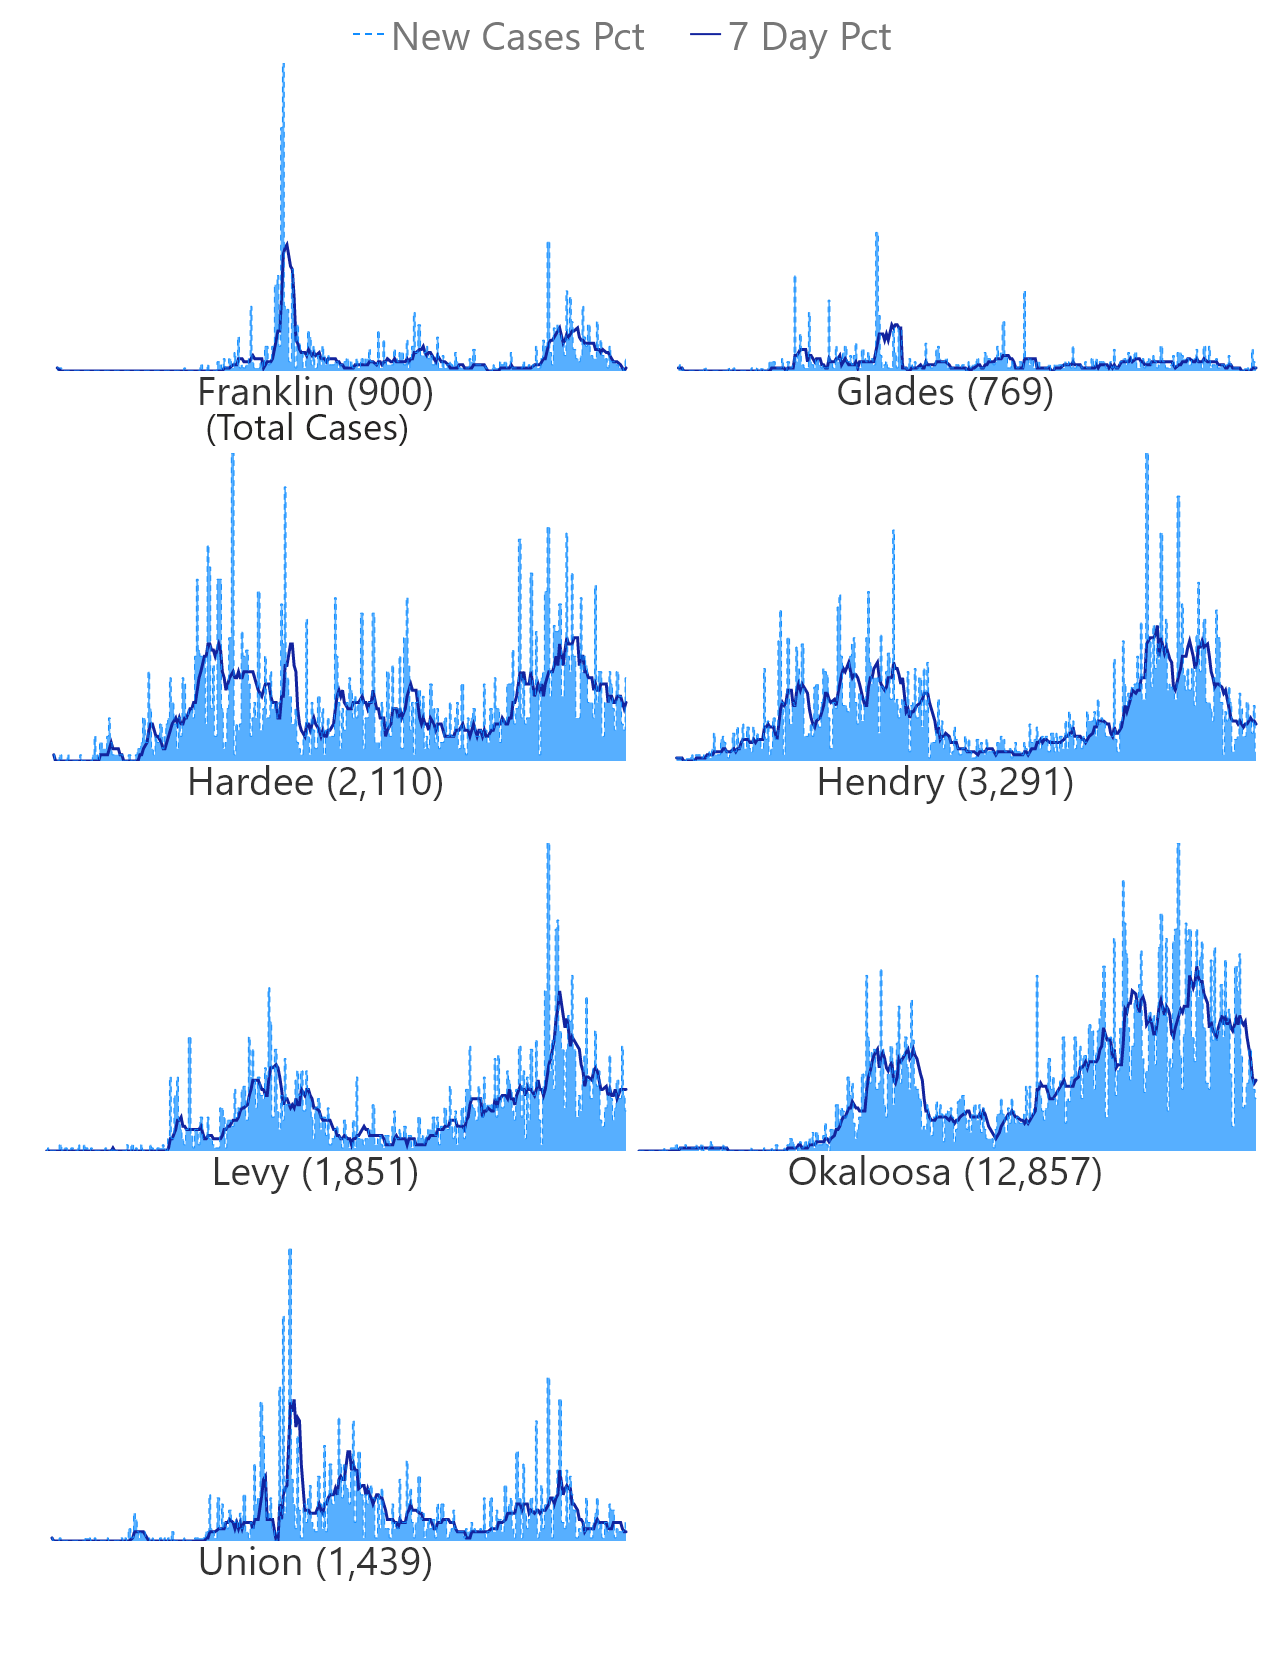 New Cases Pct 7 Day Pct
Franklin (900) Glades (769)
(Total Cases)
Hardee (2,110) Hendry (3,291)
Levy (1,851) Okaloosa (12,857)
Union (1,439)